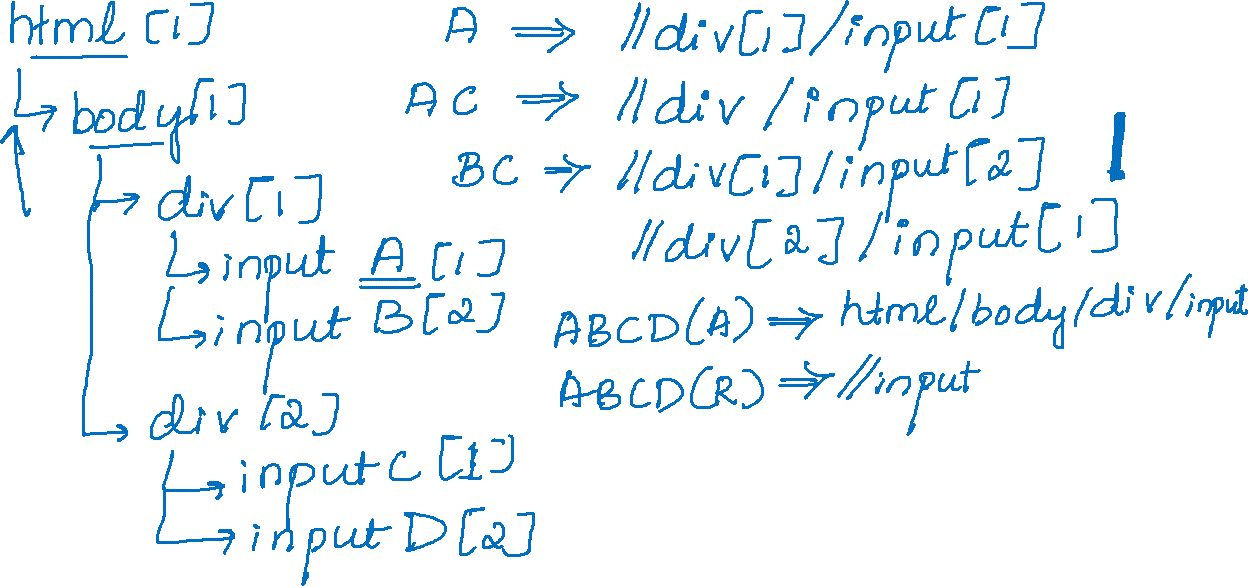 html [1]
body[1]
div [1]
input A [1]
input B[2]
div [2]
input C [1]
input D [2]
A ⇒ //div[1]/input [1]
AC ⇒ //div /input [1]
BC ⇒ //div[1]/input[2]
//div[2]/input[1]
ABCD(A) ⇒ html/body/div/input
ABCD(R) ⇒ //input